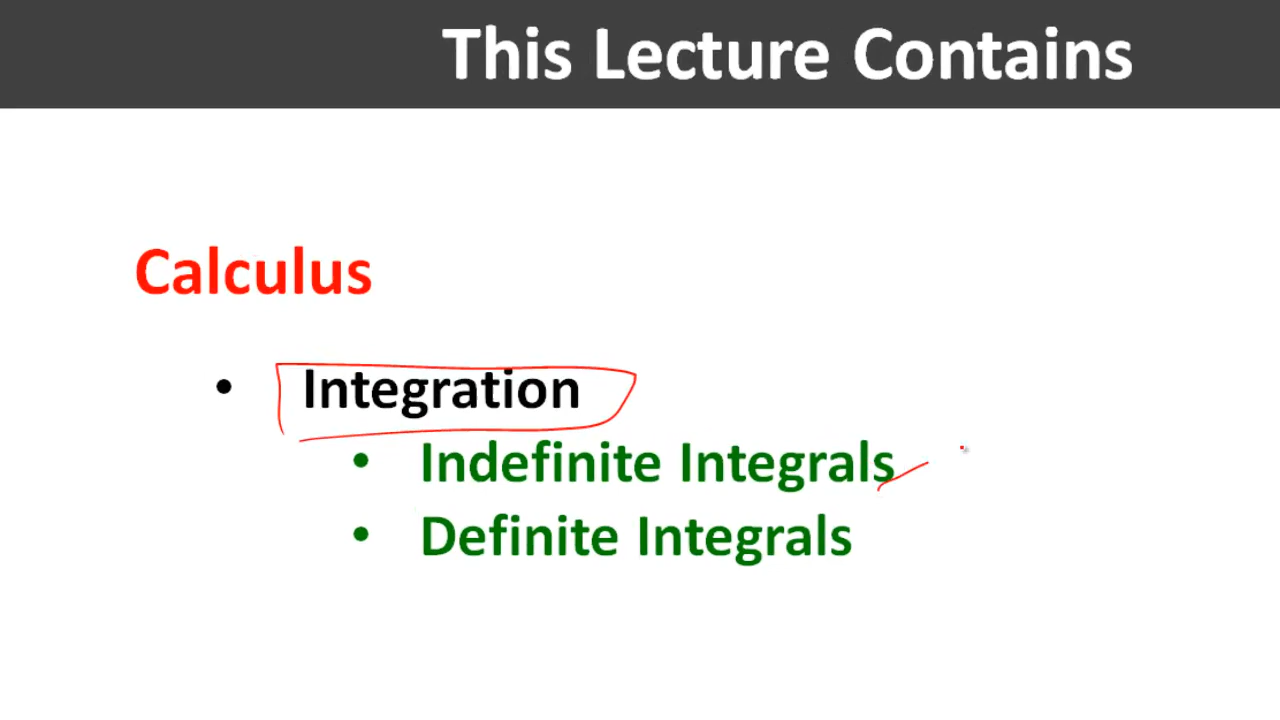 This Lecture Contains
Calculus
• Integration
• Indefinite Integrals
• Definite Integrals